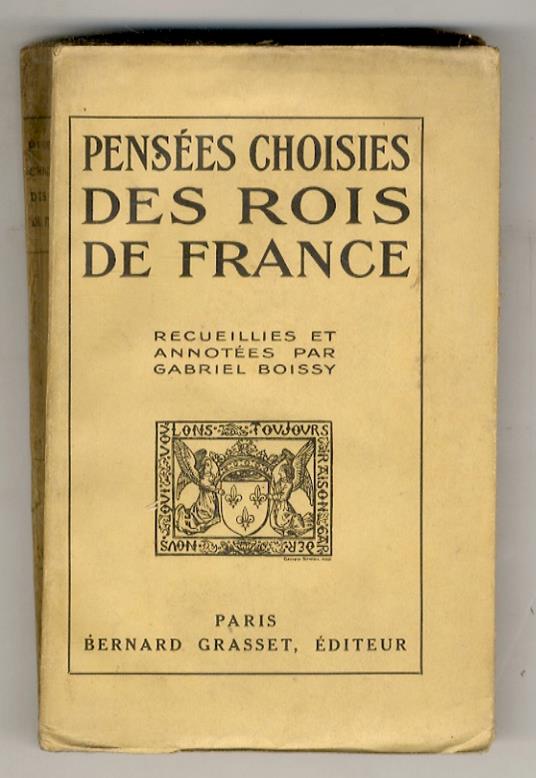 PENSÉES CHOISIES
DES ROIS
DE FRANCE
RECUEILLIES ET
ANNOTÉES PAR
GABRIEL BOISSY
QUI VOULONS TOUJOURS RAISON GARDER NOUS
PARIS
BERNARD GRASSET, ÉDITEUR